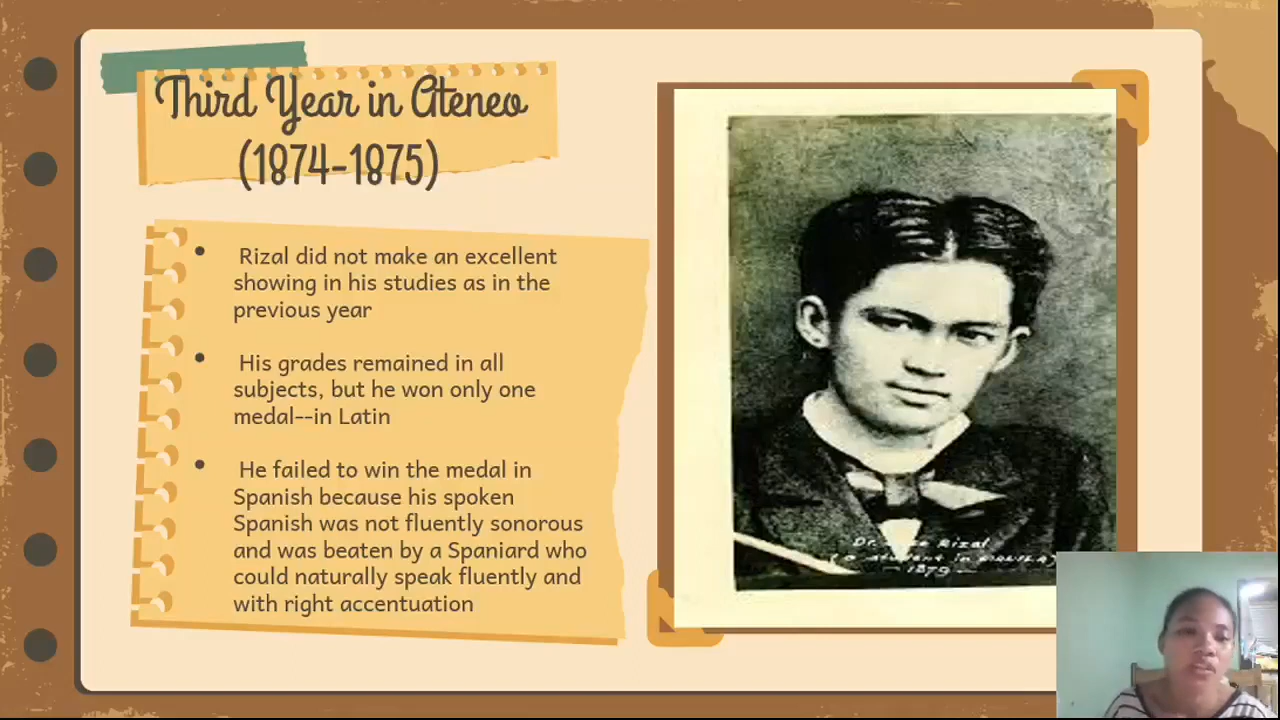 Third Year in Ateneo
(1874-1875)
• Rizal did not make an excellent
showing in his studies as in the
previous year
• His grades remained in all
subjects, but he won only one
medal--in Latin
• He failed to win the medal in
Spanish because his spoken
Spanish was not fluently sonorous
and was beaten by a Spaniard who
could naturally speak fluently and
with right accentuation
Rizal
student in
1879